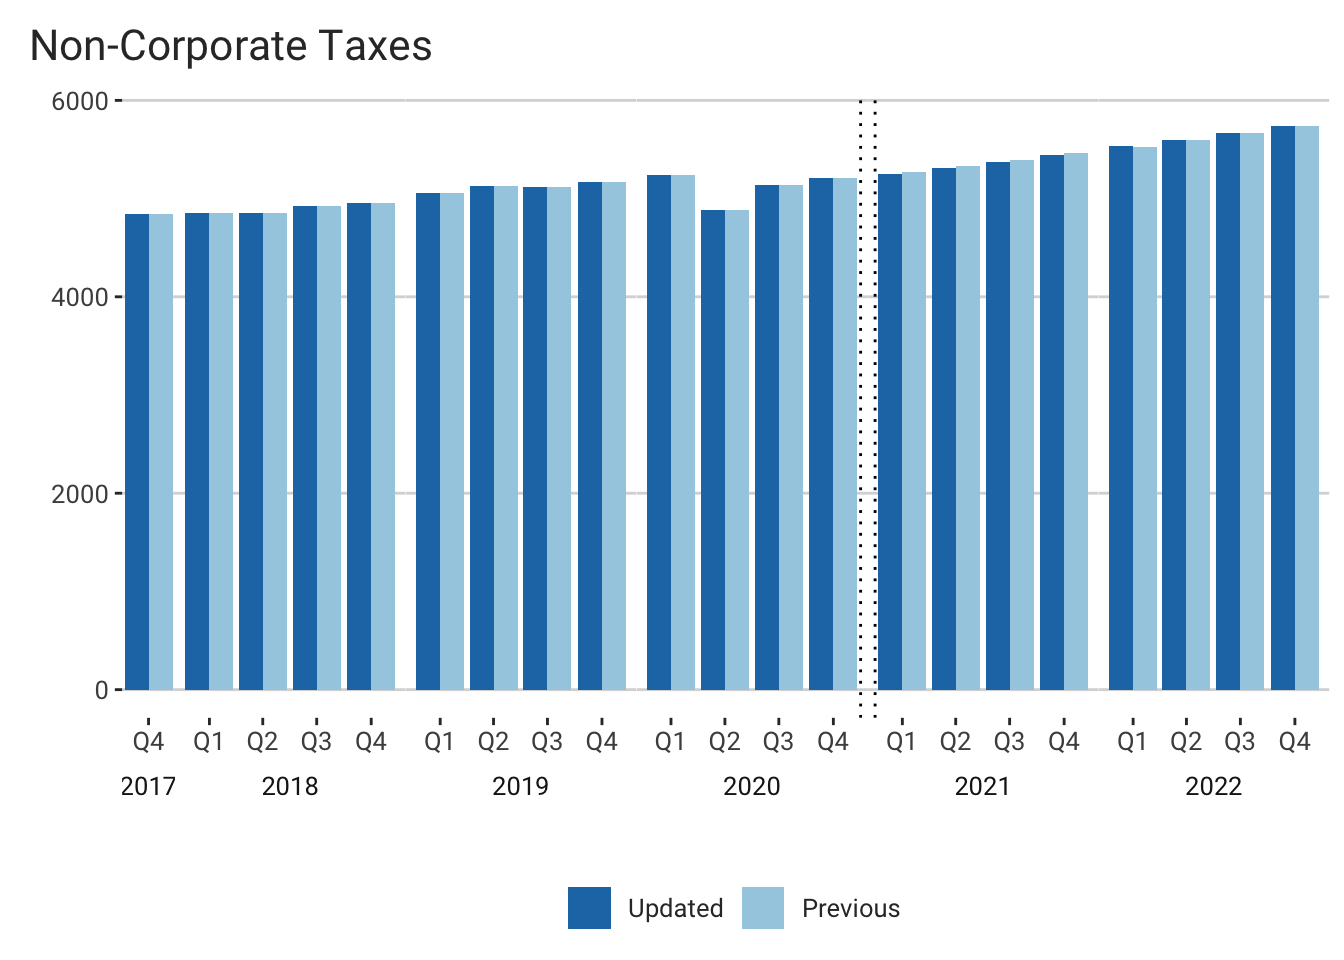 Non-Corporate Taxes
6000
4000
2000
0
Q4 Q1 Q2 Q3 Q4 Q1 Q2 Q3 Q4 Q1 Q2 Q3 Q4 Q1 Q2 Q3 Q4 Q1 Q2 Q3 Q4
2017 2018 2019 2020 2021 2022
Updated Previous